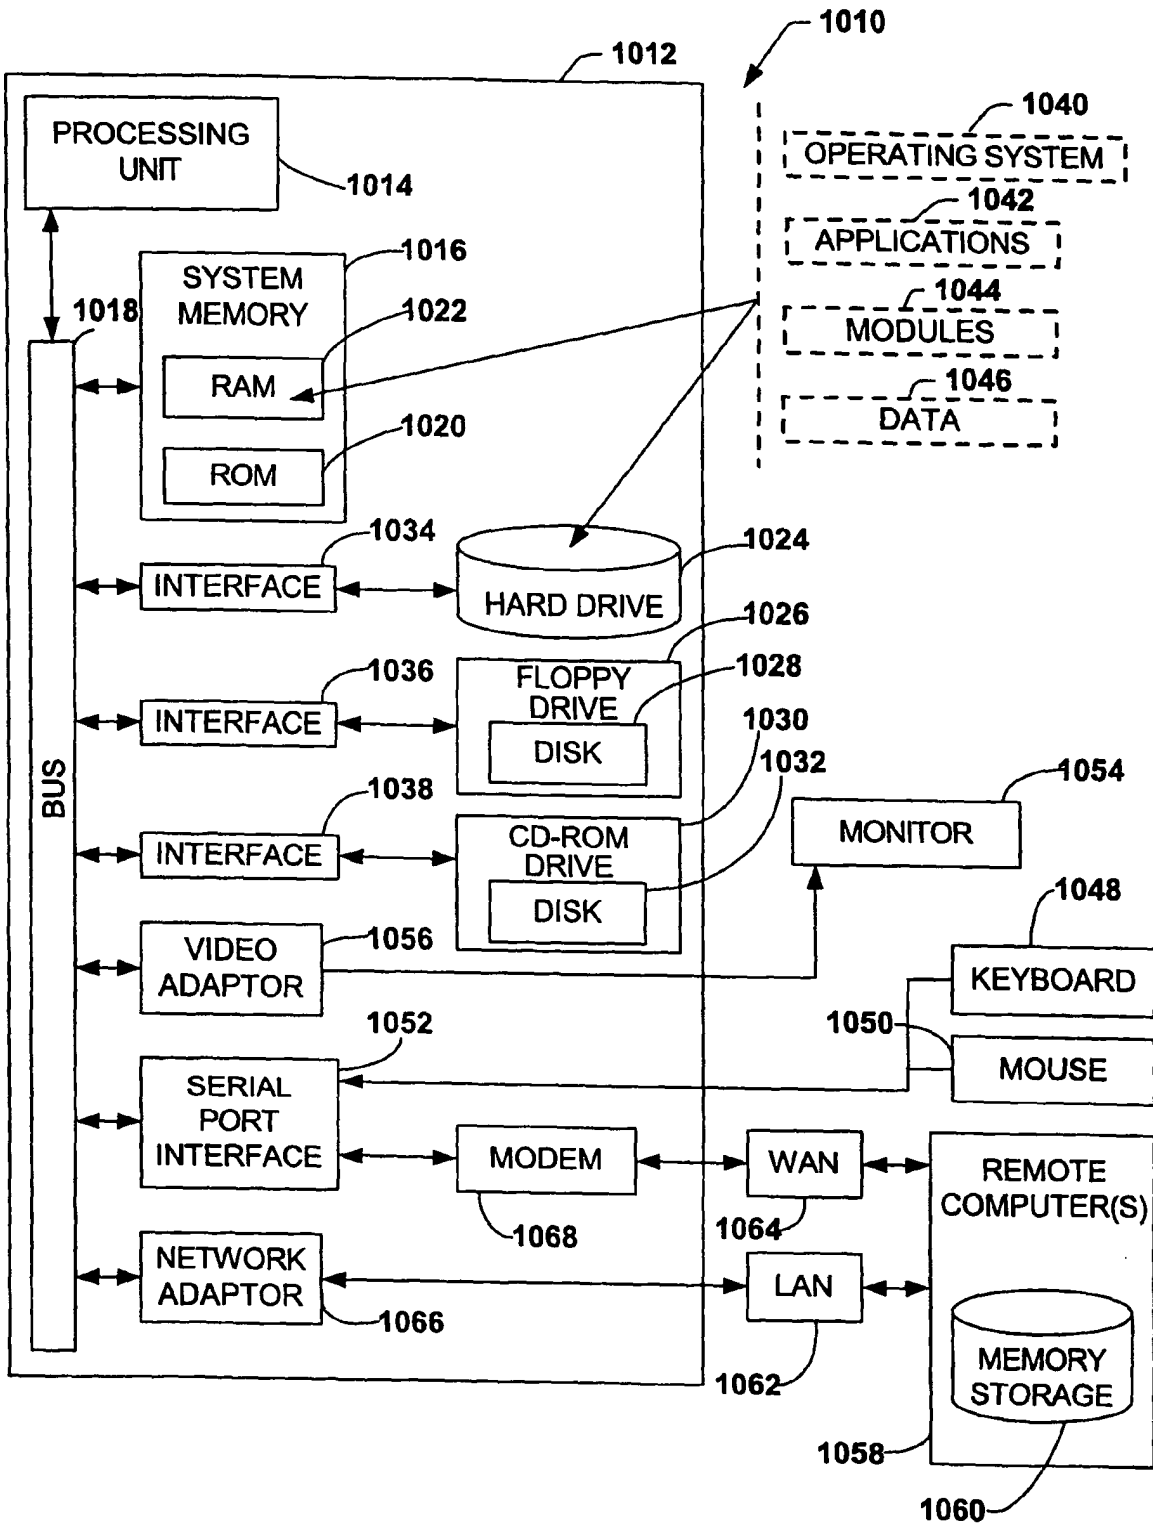 1010
1012
PROCESSING
UNIT
1014
1040
OPERATING SYSTEM
1042
APPLICATIONS
1044
MODULES
1046
DATA
1016
SYSTEM
MEMORY
1018
1022
RAM
1020
ROM
1034
INTERFACE
1024
HARD DRIVE
1026
1036
INTERFACE
FLOPPY
DRIVE
1028
DISK
1030
1032
BUS
1038
INTERFACE
CD-ROM
DRIVE
DISK
1054
MONITOR
1056
VIDEO
ADAPTOR
1048
KEYBOARD
1050
MOUSE
1052
SERIAL
PORT
INTERFACE
MODEM
1068
WAN
1064
REMOTE
COMPUTER(S)
NETWORK
ADAPTOR
1066
LAN
1062
MEMORY
STORAGE
1058
1060